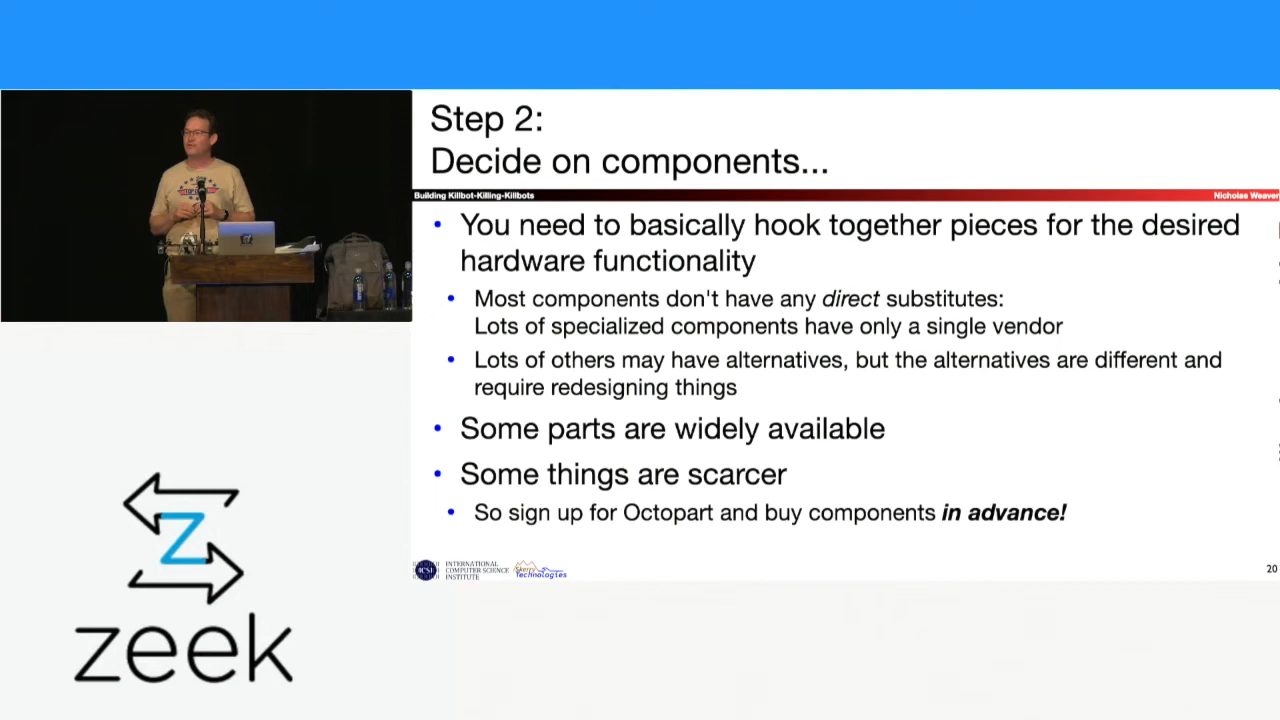 Step 2:
Decide on components...
Building Killbot-Killing-Killbots
Nicholas Weaver
You need to basically hook together pieces for the desired
hardware functionality
Most components don't have any direct substitutes:
Lots of specialized components have only a single vendor
Lots of others may have alternatives, but the alternatives are different and
require redesigning things
Some parts are widely available
Some things are scarcer
So sign up for Octopart and buy components in advance!
ICSI
INTERNATIONAL
COMPUTER SCIENCE
INSTITUTE
Skerry
Technologies
20
Z
zeek